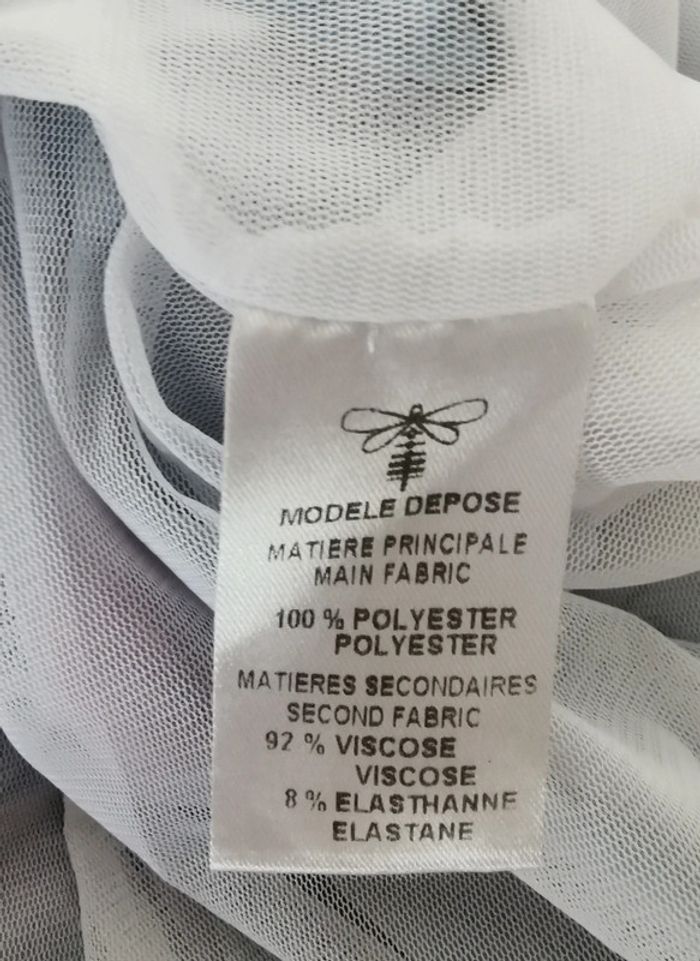 MODELE DEPOSE
MATIERE PRINCIPALE
MAIN FABRIC
100 % POLYESTER
POLYESTER
MATIERES SECONDAIRES
SECOND FABRIC
92 % VISCOSE
VISCOSE
8 % ELASTHANNE
ELASTANE